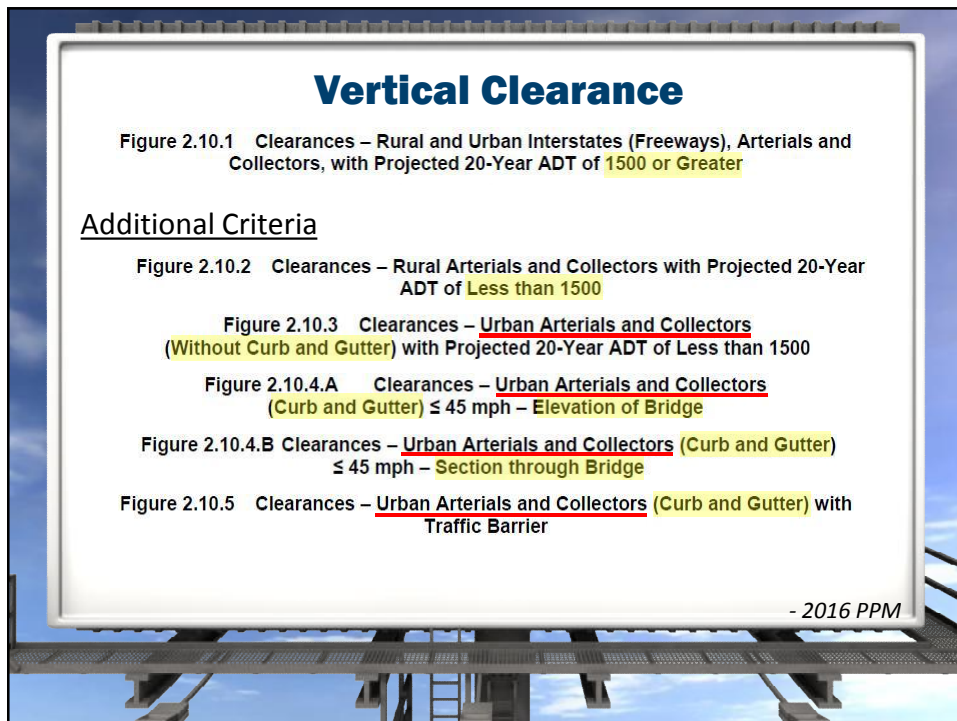 Vertical Clearance
Figure 2.10.1 Clearances – Rural and Urban Interstates (Freeways), Arterials and
Collectors, with Projected 20-Year ADT of 1500 or Greater
Additional Criteria
Figure 2.10.2 Clearances – Rural Arterials and Collectors with Projected 20-Year
ADT of Less than 1500
Figure 2.10.3 Clearances – Urban Arterials and Collectors
(Without Curb and Gutter) with Projected 20-Year ADT of Less than 1500
Figure 2.10.4.A Clearances – Urban Arterials and Collectors
(Curb and Gutter) ≤ 45 mph – Elevation of Bridge
Figure 2.10.4.B Clearances – Urban Arterials and Collectors (Curb and Gutter)
≤ 45 mph – Section through Bridge
Figure 2.10.5 Clearances – Urban Arterials and Collectors (Curb and Gutter) with
Traffic Barrier
- 2016 PPM